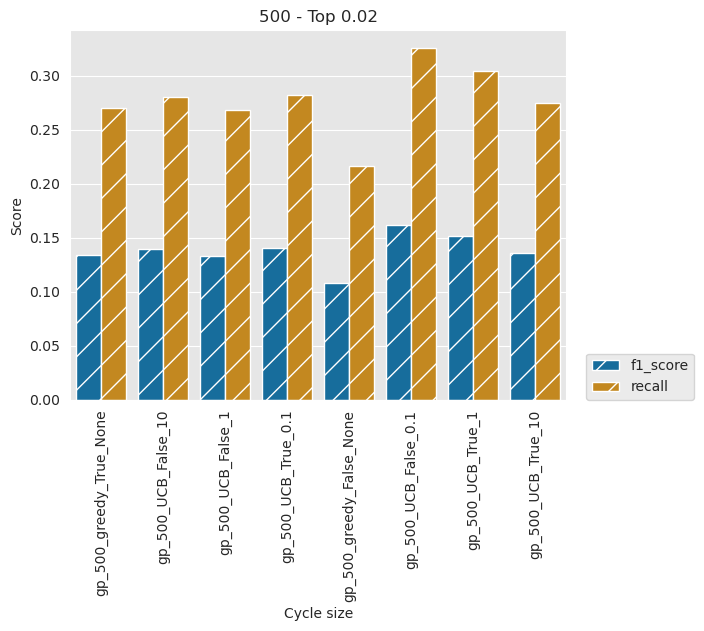 500 - Top 0.02
Score
0.30
0.25
0.20
0.15
0.10
0.05
0.00
gp_500_greedy_True_None
gp_500_UCB_False_10
gp_500_UCB_False_1
gp_500_UCB_True_0.1
gp_500_greedy_False_None
gp_500_UCB_False_0.1
gp_500_UCB_True_1
gp_500_UCB_True_10
Cycle size
f1_score
recall